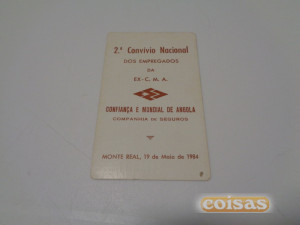 2.º Convívio Nacional
DOS EMPREGADOS
DA
EX-C. M. A.
CONFIANÇA E MUNDIAL DE ANGOLA
COMPANHIA DE SEGUROS
MONTE REAL, 19 de Maio de 1984
coisas